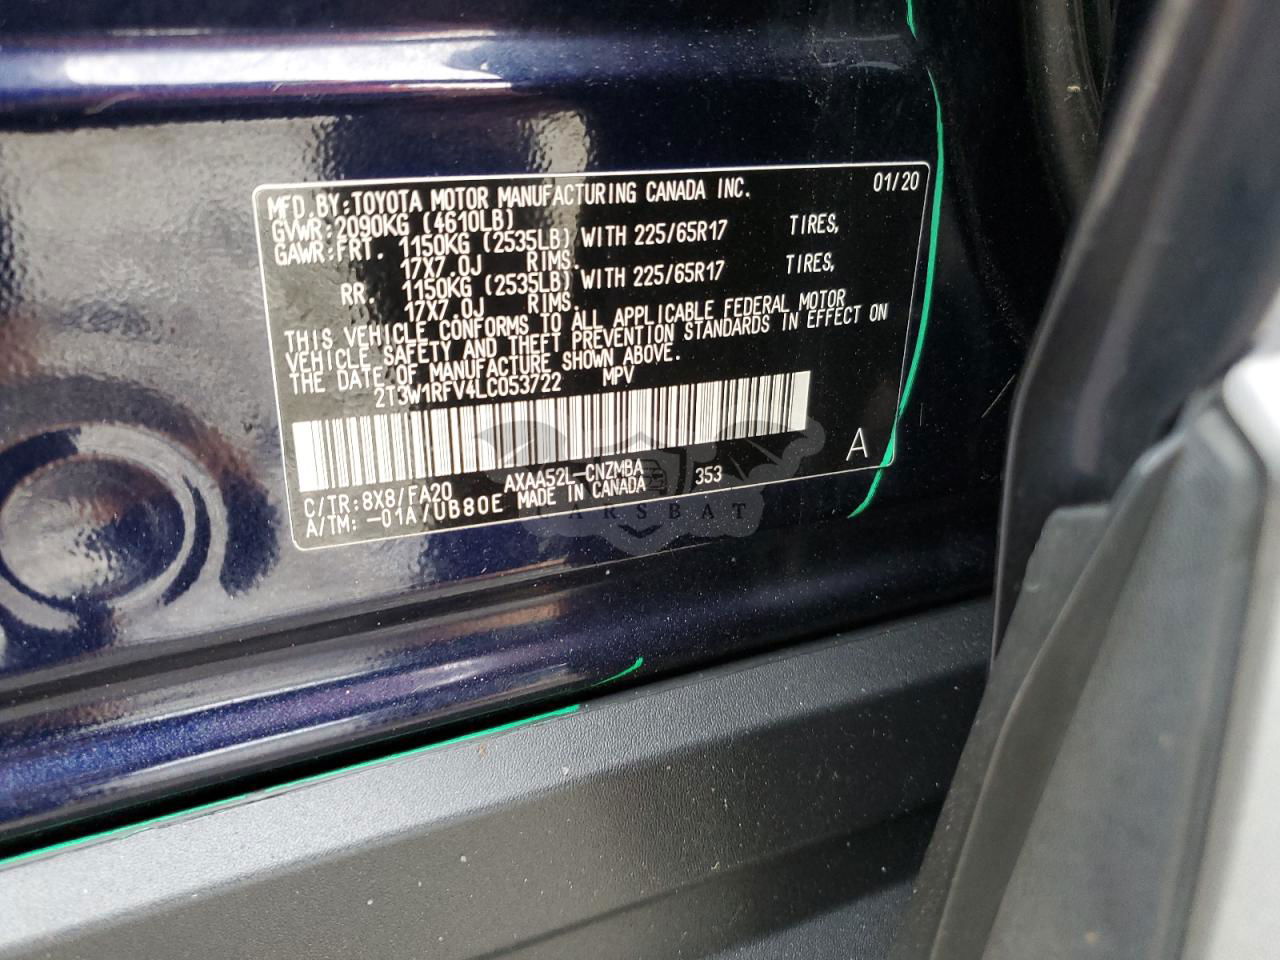 MFD.BY:TOYOTA MOTOR MANUFACTURING CANADA INC. 01/20
GVWR:2090KG (4610LB)
GAWR:FRT. 1150KG (2535LB) WITH 225/65R17 TIRES,
17X7.0J RIMS.
RR. 1150KG (2535LB) WITH 225/65R17 TIRES,
17X7.0J RIMS.
THIS VEHICLE CONFORMS TO ALL APPLICABLE FEDERAL MOTOR
VEHICLE SAFETY AND THEFT PREVENTION STANDARDS IN EFFECT ON
THE DATE OF MANUFACTURE SHOWN ABOVE.
2T3W1RFV4LC053722 MPV
A
C/TR:8X8/FA20 AXAA52L-CNZMBA 353
A/TM: -01A/UB80E MADE IN CANADA
CARSBAT